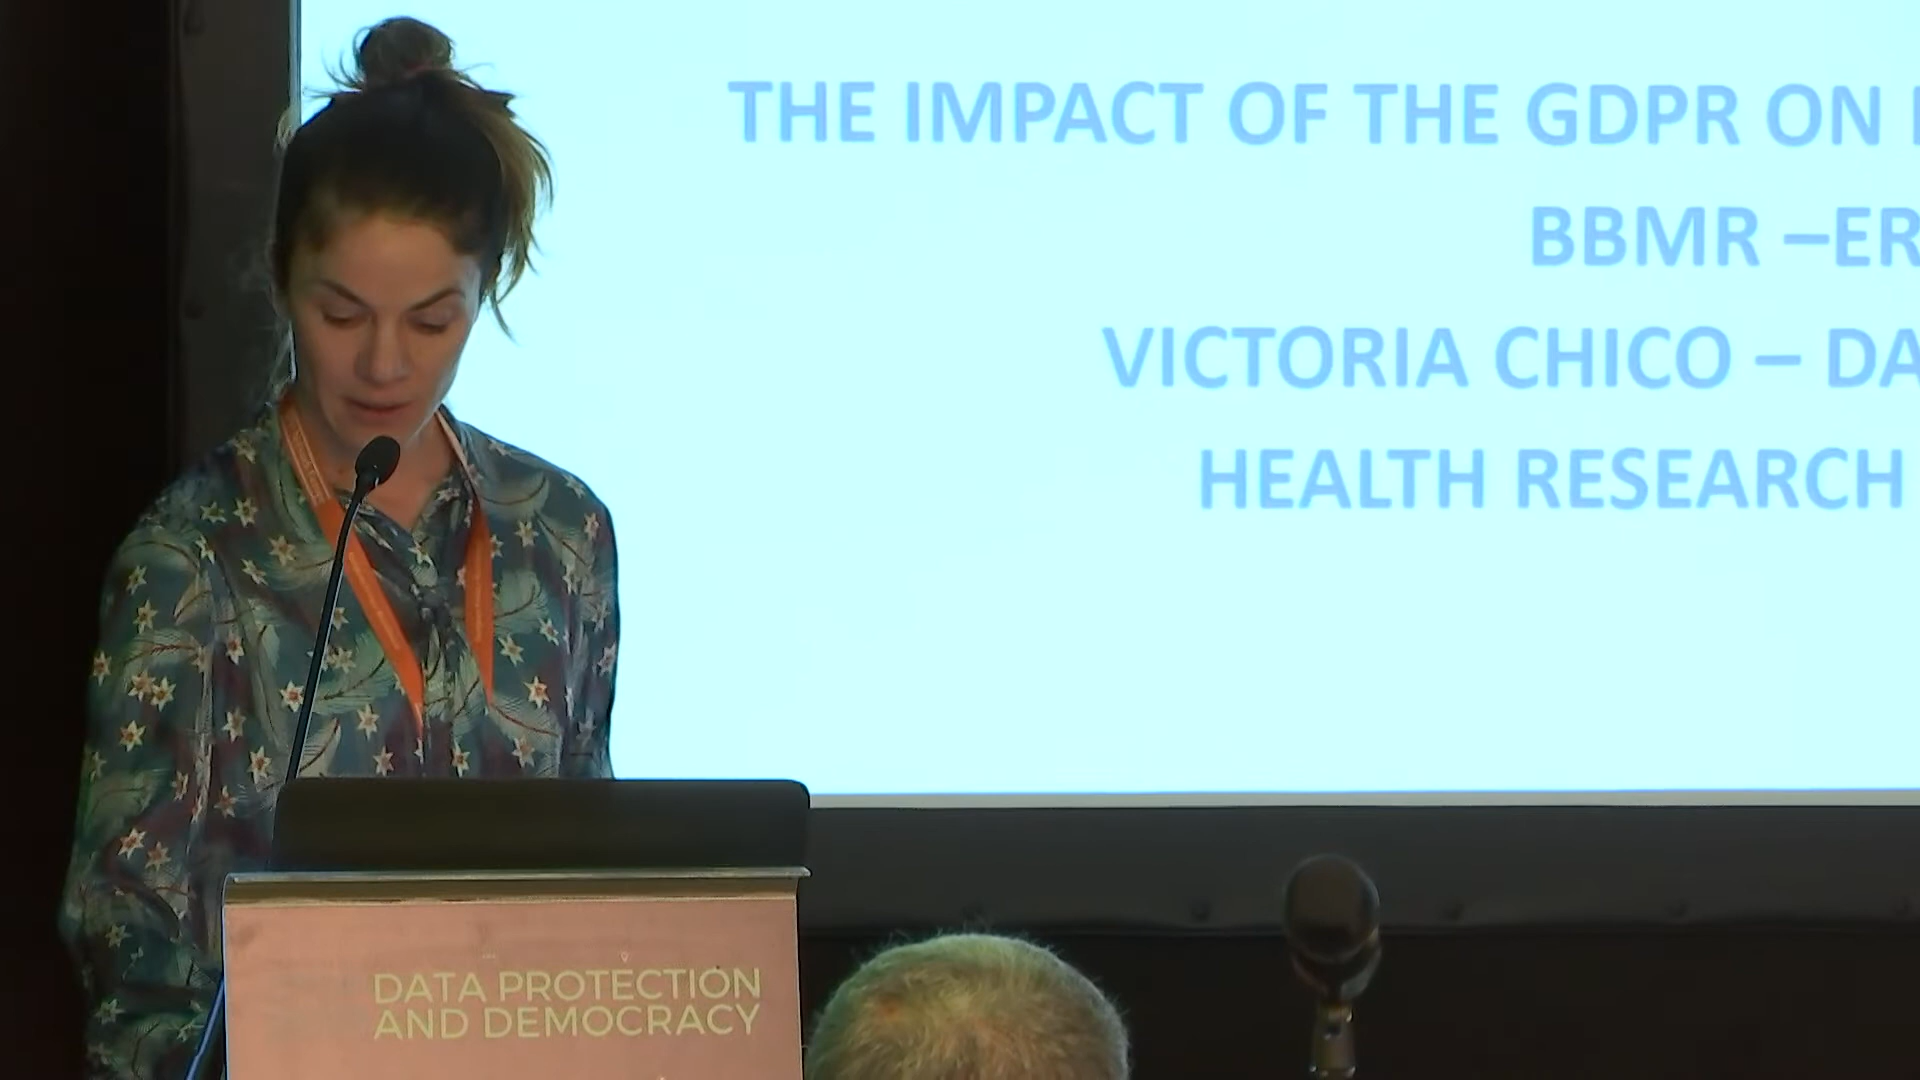 THE IMPACT OF THE GDPR ON
BBMR –ER
VICTORIA CHICO – DA
HEALTH RESEARCH
DATA PROTECTION
AND DEMOCRACY